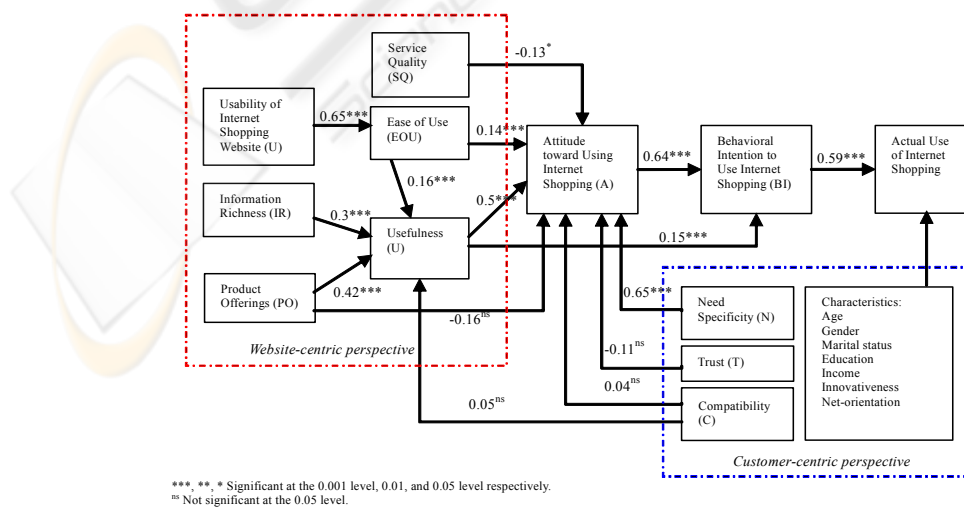 Service
Quality
(SQ)
-0.13*
Usability of
Internet
Shopping
Website (U)
0.65***
Ease of Use
(EOU)
0.14***
Attitude
toward Using
Internet
Shopping (A)
0.64***
Behavioral
Intention to
Use Internet
Shopping (BI)
0.59***
Actual Use
of Internet
Shopping
0.16***
0.5***
Information
Richness (IR)
0.3***
Usefulness
(U)
0.15***
Product
Offerings (PO)
0.42***
-0.16ns
Website-centric perspective
0.65***
Need
Specificity (N)
-0.11ns
Trust (T)
0.04ns
Compatibility
(C)
0.05ns
Characteristics:
Age
Gender
Marital status
Education
Income
Innovativeness
Net-orientation
Customer-centric perspective
***, **, * Significant at the 0.001 level, 0.01, and 0.05 level respectively.
ns Not significant at the 0.05 level.